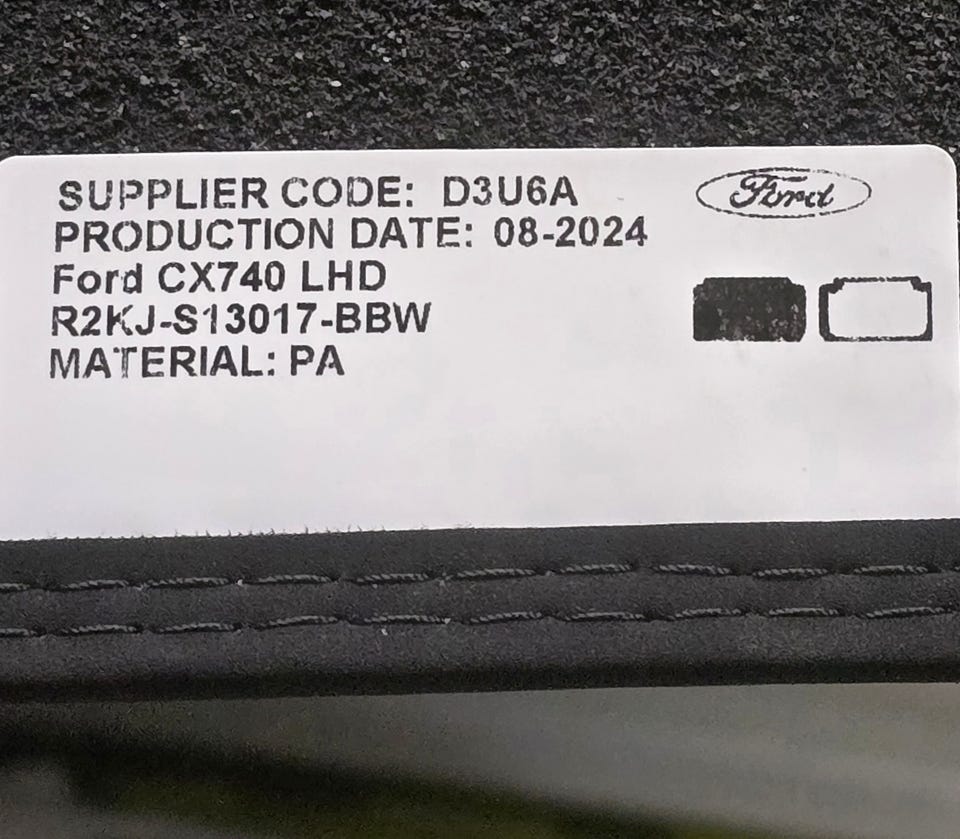 SUPPLIER CODE: D3U6A
Ford
PRODUCTION DATE: 08-2024
Ford CX740 LHD
R2KJ-S13017-BBW
MATERIAL: PA